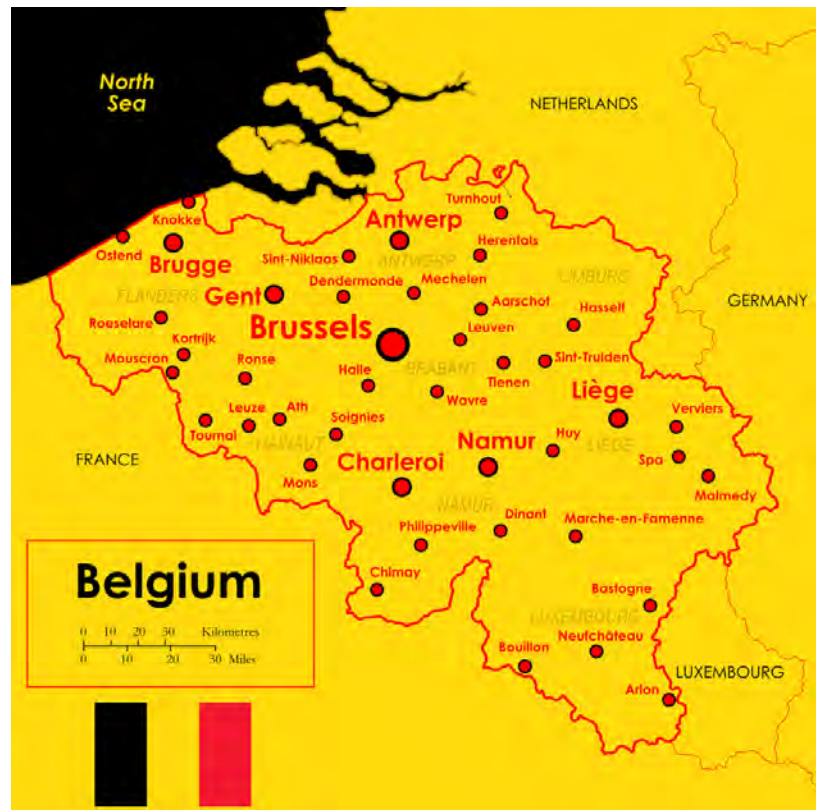 North
Sea
NETHERLANDS
Turnhout
Knokke
Antwerp
Ostend
Brugge
Sint-Niklaas
ANTWERP
Herentals
LIMBURG
FLANDERS
Gent
Dendermonde
Mechelen
GERMANY
Aarschot
Hasselt
Roeselare
Brussels
Leuven
Kortrijk
Mouscron
Ronse
Halle
BRABANT
Tienen
Sint-Truiden
Wavre
Liège
Leuze
Ath
Soignies
Verviers
Tournai
HAINAUT
Namur
Huy
LIEGE
FRANCE
Mons
Charleroi
Spa
Malmedy
NAMUR
Dinant
Marche-en-Famenne
Philippeville
Chimay
Belgium
Bastogne
LUXEMBOURG
0 10 20 30 Kilometres
0 10 20 30 Miles
Neufchâteau
Bouillon
LUXEMBOURG
Arlon